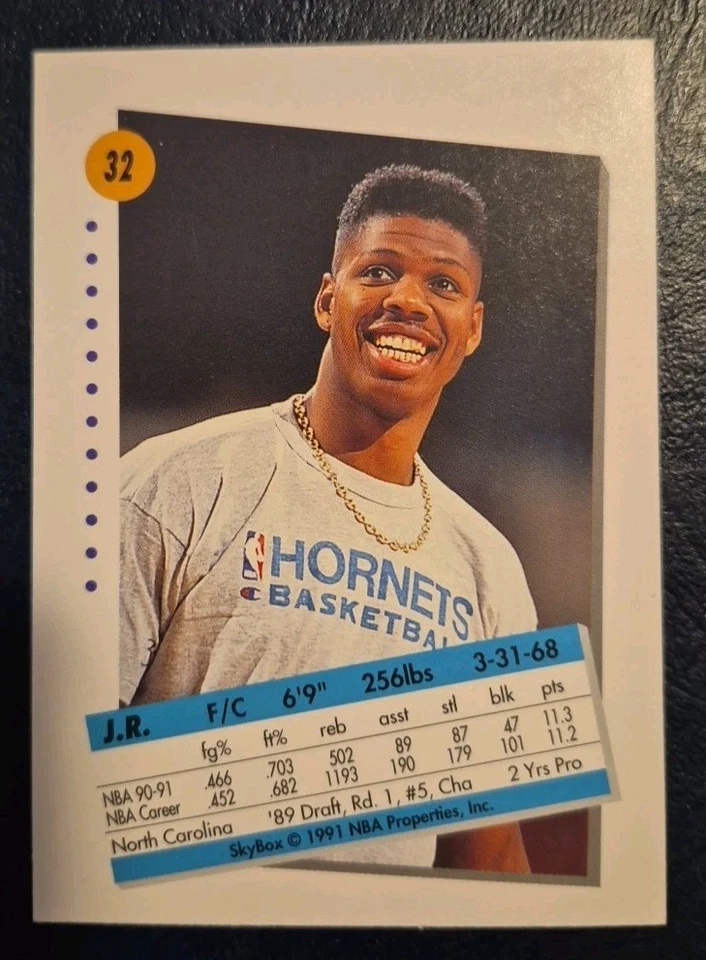 32
HORNETS
BASKETBAL
J.R. F/C 6'9" 256lbs 3-31-68
fg% ft% reb asst stl blk pts
NBA 90-91 .466 .703 502 89 87 47 11.3
NBA Career .452 .682 1193 190 179 101 11.2
North Carolina '89 Draft, Rd. 1, #5, Cha 2 Yrs Pro
SkyBox © 1991 NBA Properties, Inc.